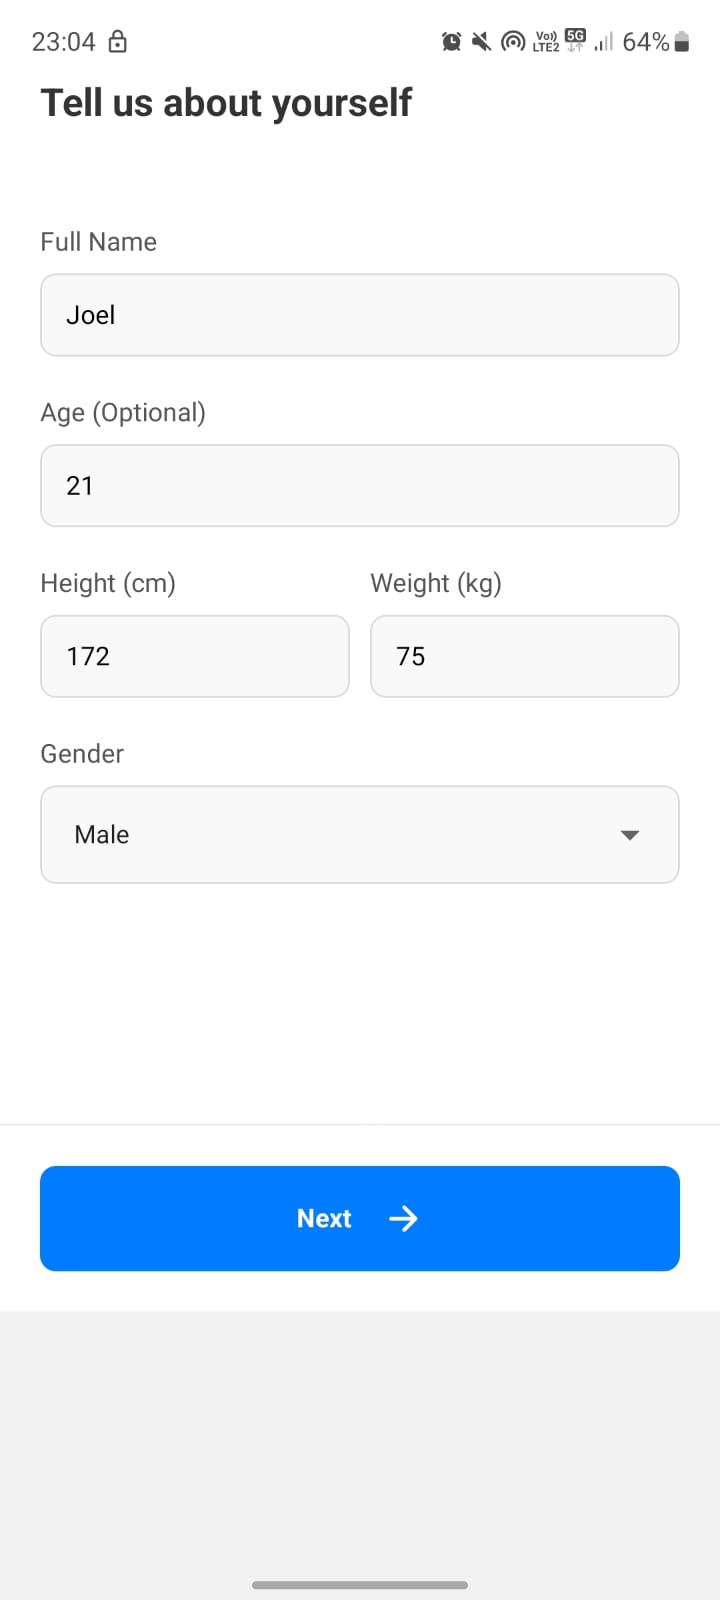 23:04 Vo)) LTE2 5G 64%
Tell us about yourself
Full Name
Joel
Age (Optional)
21
Height (cm) Weight (kg)
172 75
Gender
Male
Next